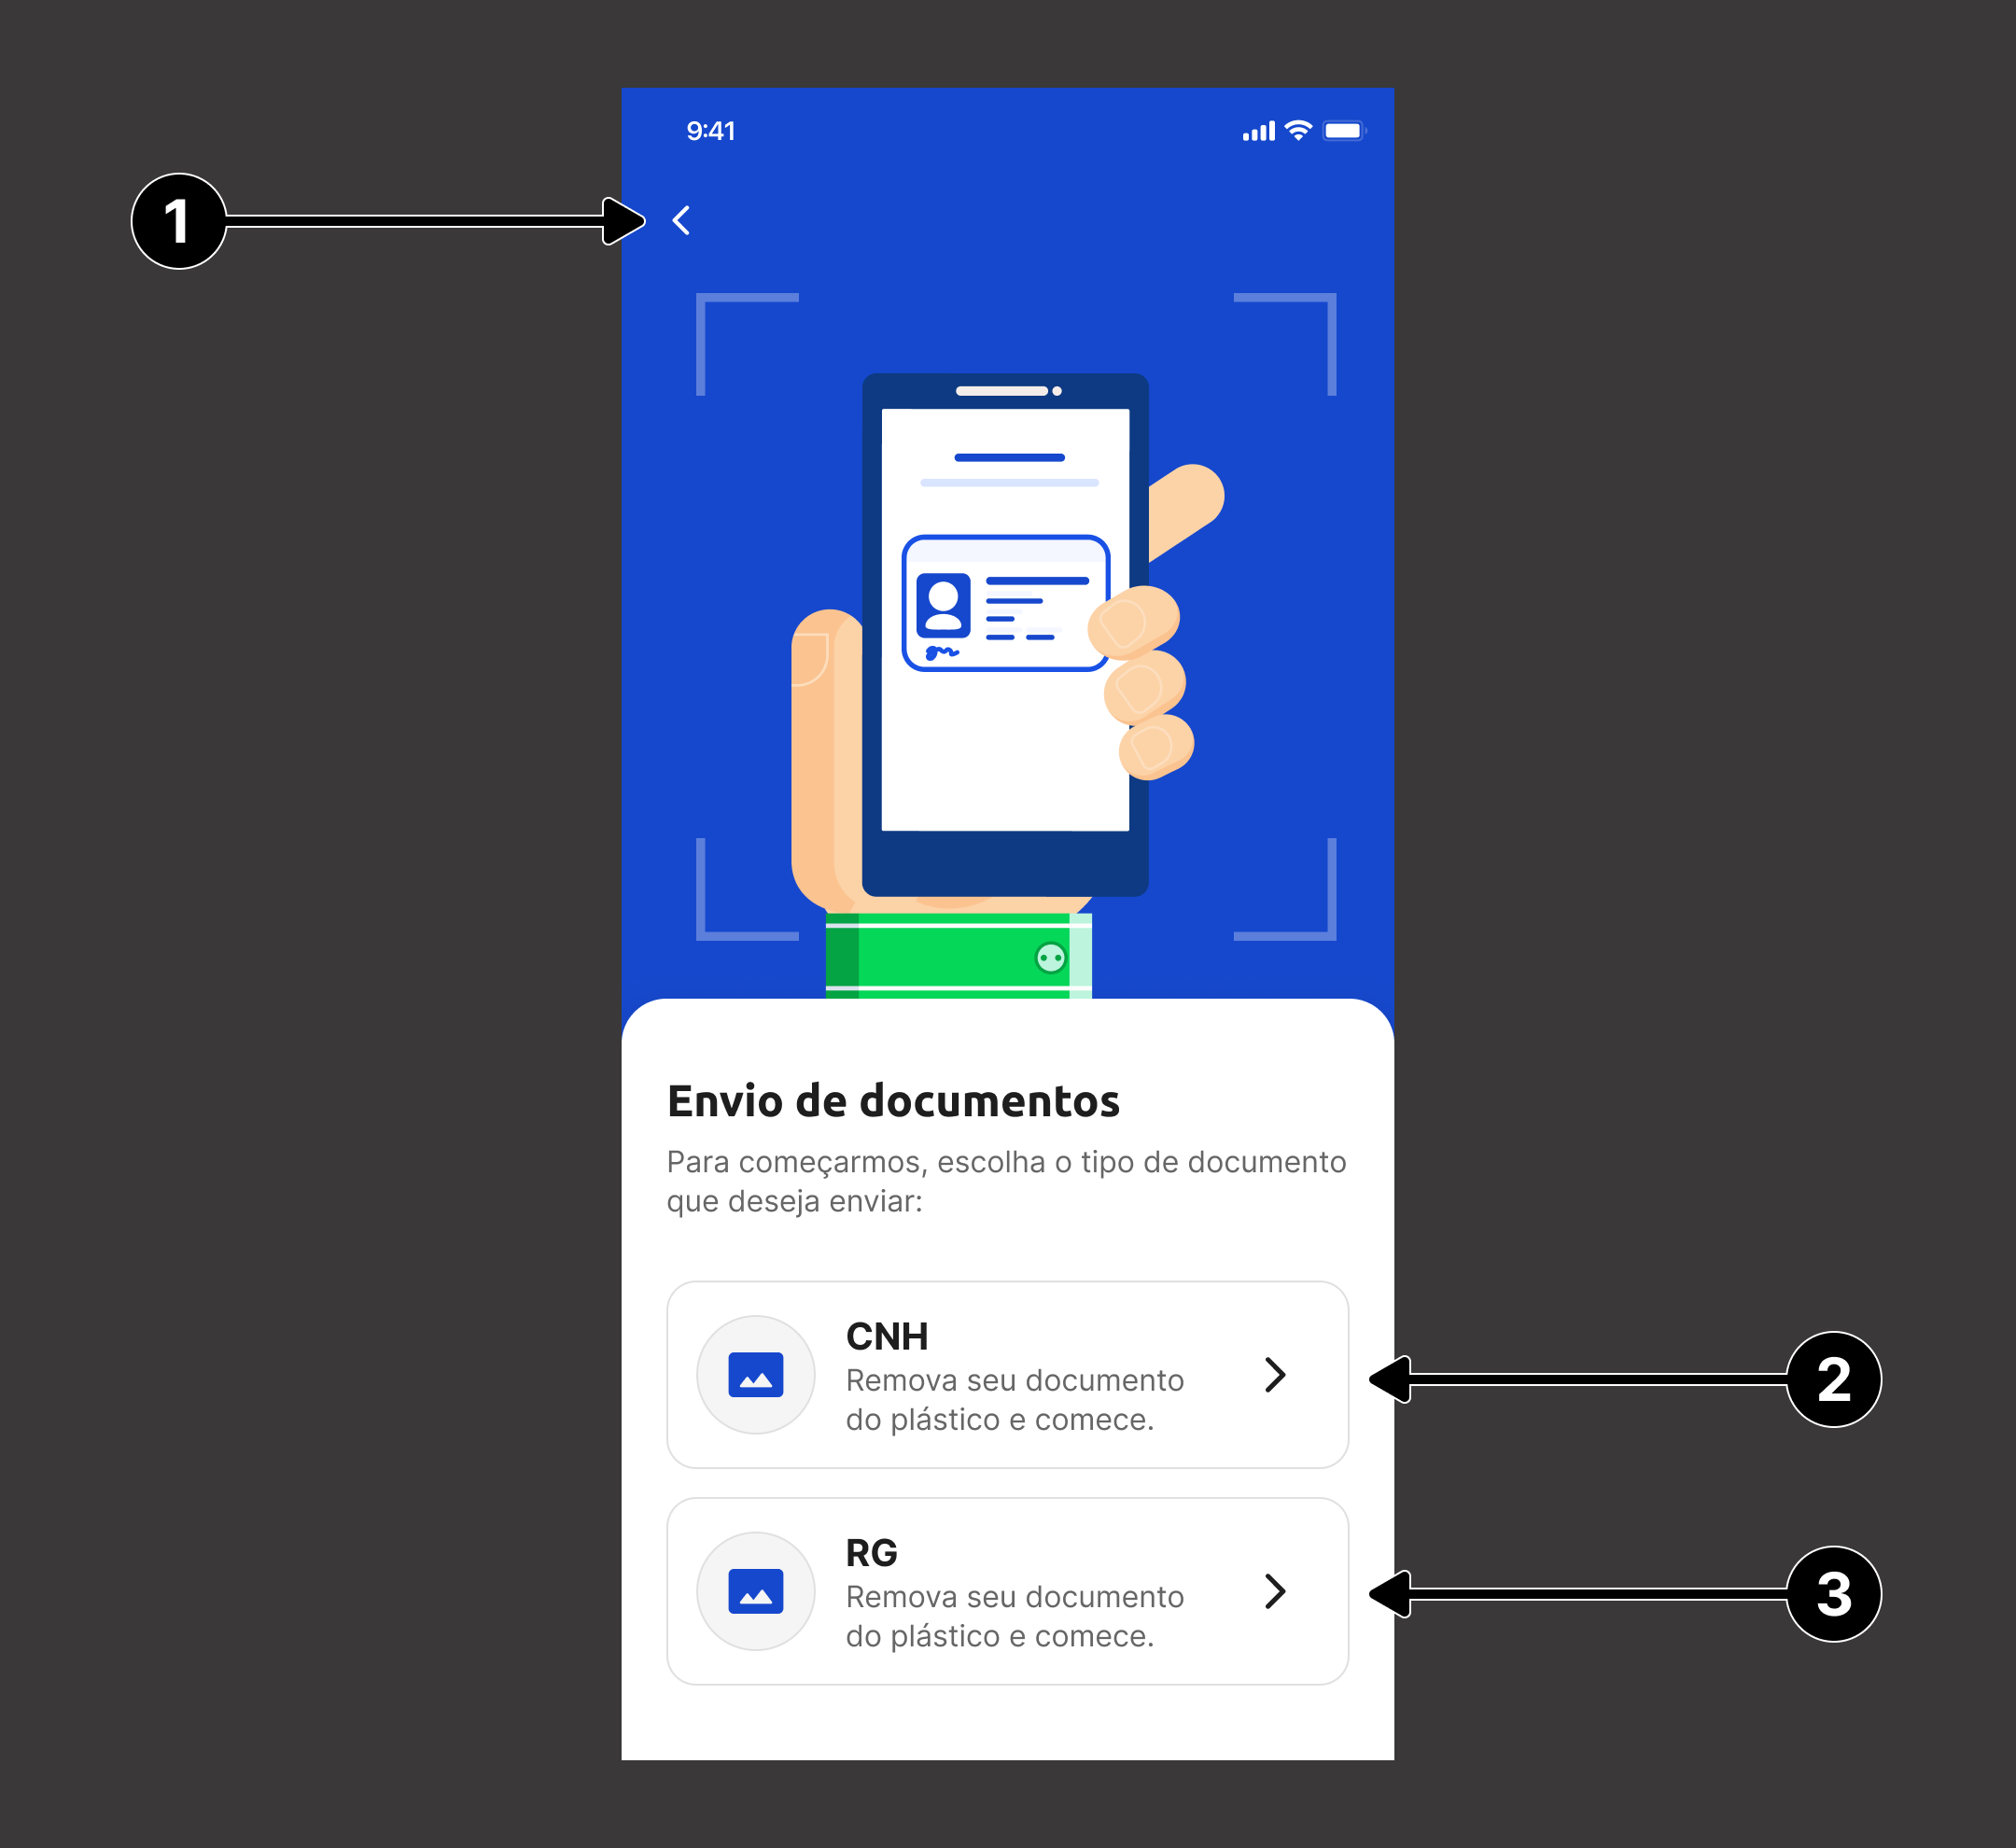 9:41
1
Envio de documentos
Para começarmos, escolha o tipo de documento
que deseja enviar:
CNH
Remova seu documento
do plástico e comece.
2
RG
Remova seu documento
do plástico e comece.
3